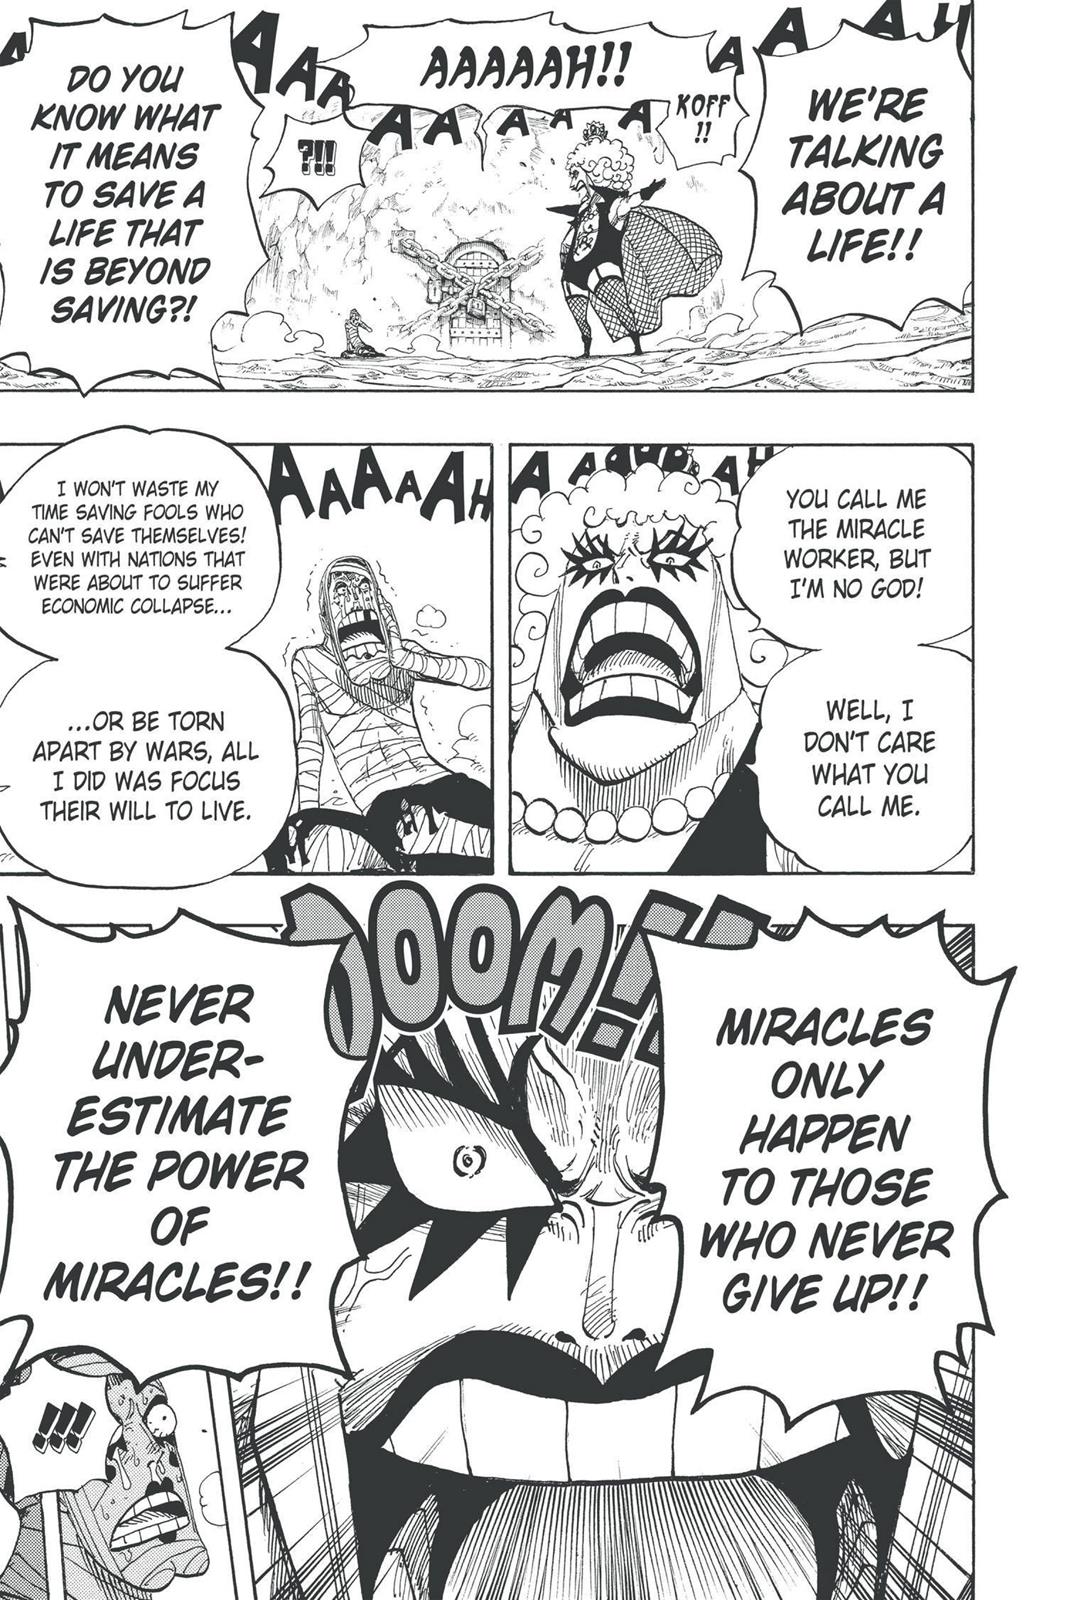 WE'RE
TALKING
ABOUT A
LIFE!!
AAAAAH!!
KOFF
!!
?!!
DO YOU
KNOW WHAT
IT MEANS
TO SAVE A
LIFE THAT
IS BEYOND
SAVING?!
YOU CALL ME
THE MIRACLE
WORKER, BUT
I'M NO GOD!
WELL, I
DON'T CARE
WHAT YOU
CALL ME.
AAAAAH
I WON'T WASTE MY
TIME SAVING FOOLS WHO
CAN'T SAVE THEMSELVES!
EVEN WITH NATIONS THAT
WERE ABOUT TO SUFFER
ECONOMIC COLLAPSE...
...OR BE TORN
APART BY WARS, ALL
I DID WAS FOCUS
THEIR WILL TO LIVE.
DOOOM!!
MIRACLES
ONLY
HAPPEN
TO THOSE
WHO NEVER
GIVE UP!!
NEVER
UNDER-
ESTIMATE
THE POWER
OF
MIRACLES!!
!!!